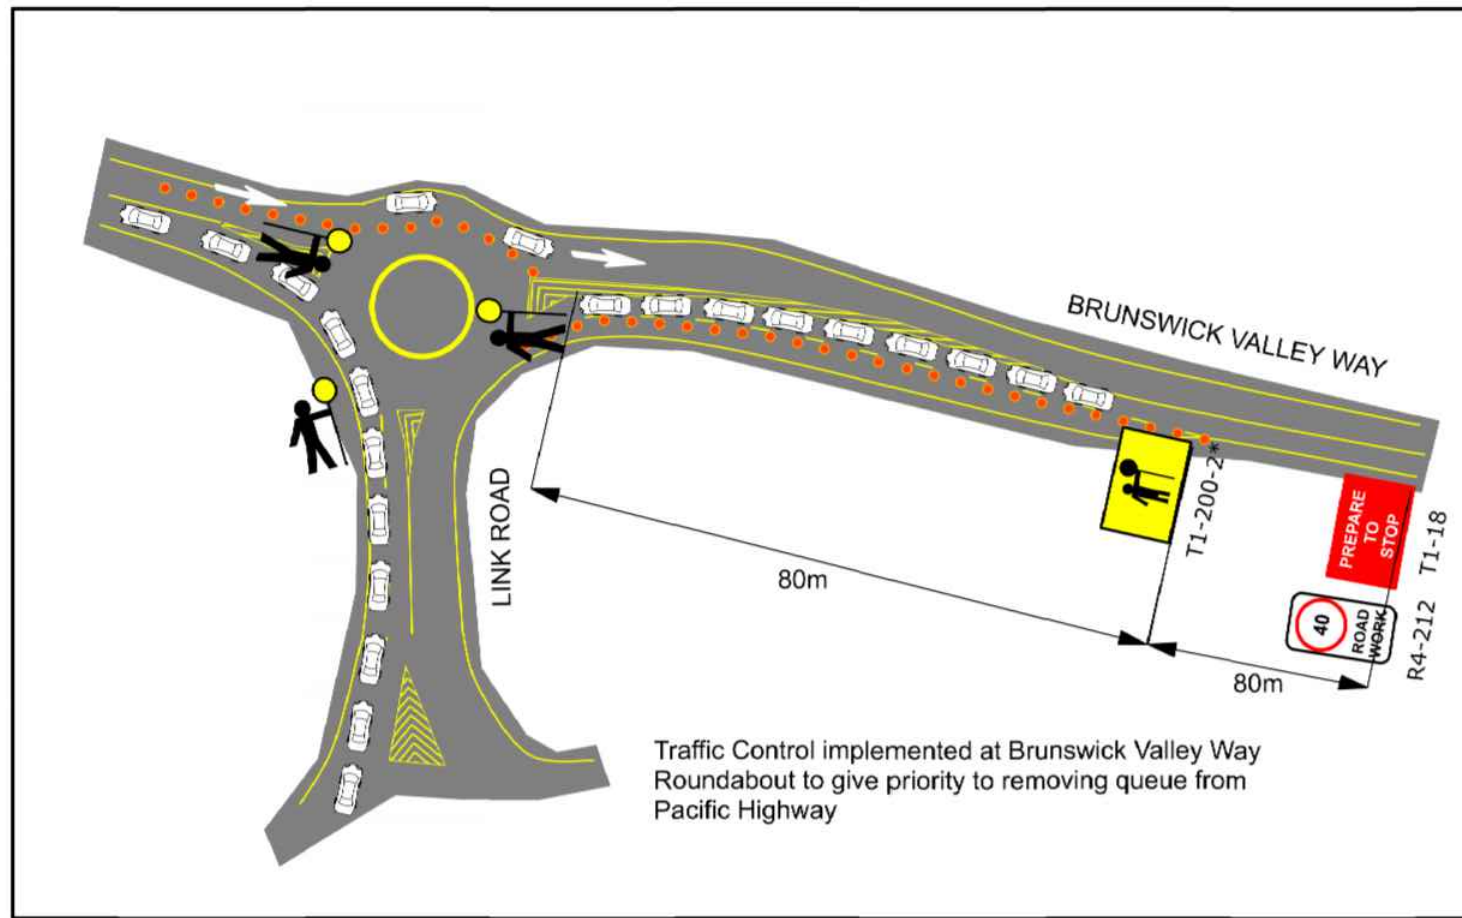 BRUNSWICK VALLEY WAY
LINK ROAD
80m
T1-200-2*
PREPARE
TO
STOP
T1-18
40
ROAD
WORK
R4-212
80m
Traffic Control implemented at Brunswick Valley Way
Roundabout to give priority to removing queue from
Pacific Highway